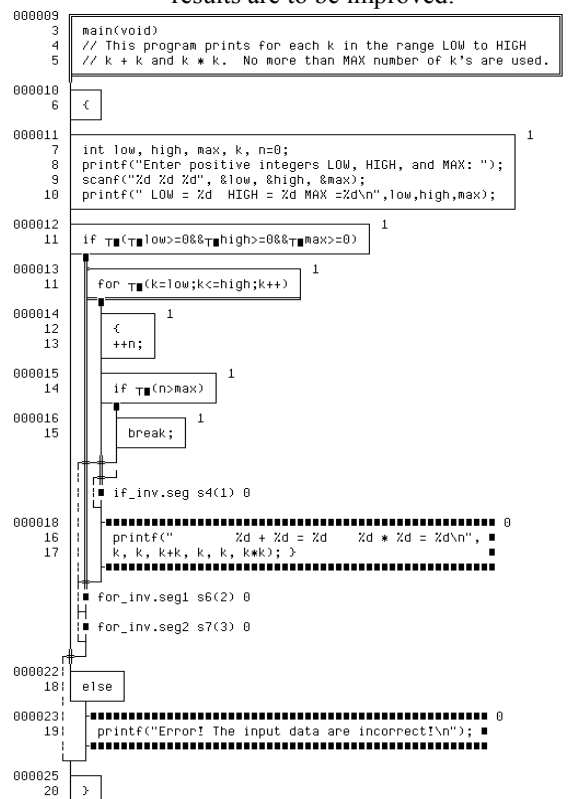 results are to be improved.
000009
3 main(void)
4 // This program prints for each k in the range LOW to HIGH
5 // k + k and k * k.  No more than MAX number of k's are used.
000010
6 {
000011 1
7 int low, high, max, k, n=0;
8 printf("Enter positive integers LOW, HIGH, and MAX: ");
9 scanf("%d %d %d", &low, &high, &max);
10 printf(" LOW = %d  HIGH = %d MAX =%d\n",low,high,max);
000012 1
11 if (low>=0&&high>=0&&max>=0)
000013 1
11 for (k=low;k<=high;k++)
000014 1
12 {
13 ++n;
000015 1
14 if (n>max)
000016 1
15 break;
if_inv.seg s4(1) 0
000018 0
16 printf("       %d + %d = %d    %d * %d = %d\n",
17 k, k, k+k, k, k, k*k); }
for_inv.seg1 s6(2) 0
for_inv.seg2 s7(3) 0
000022
18 else
000023 0
19 printf("Error! The input data are incorrect!\n");
000025
20 }